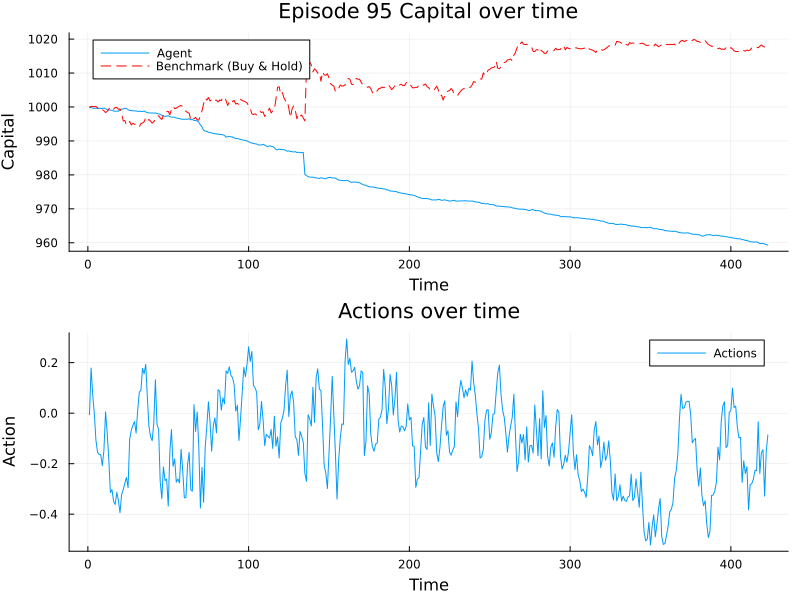 Episode 95 Capital over time
Capital
1020
1010
1000
990
980
970
960
Agent
Benchmark (Buy & Hold)
0
100
200
300
400
Time
Actions over time
Action
0.2
0.0
−0.2
−0.4
Actions
0
100
200
300
400
Time